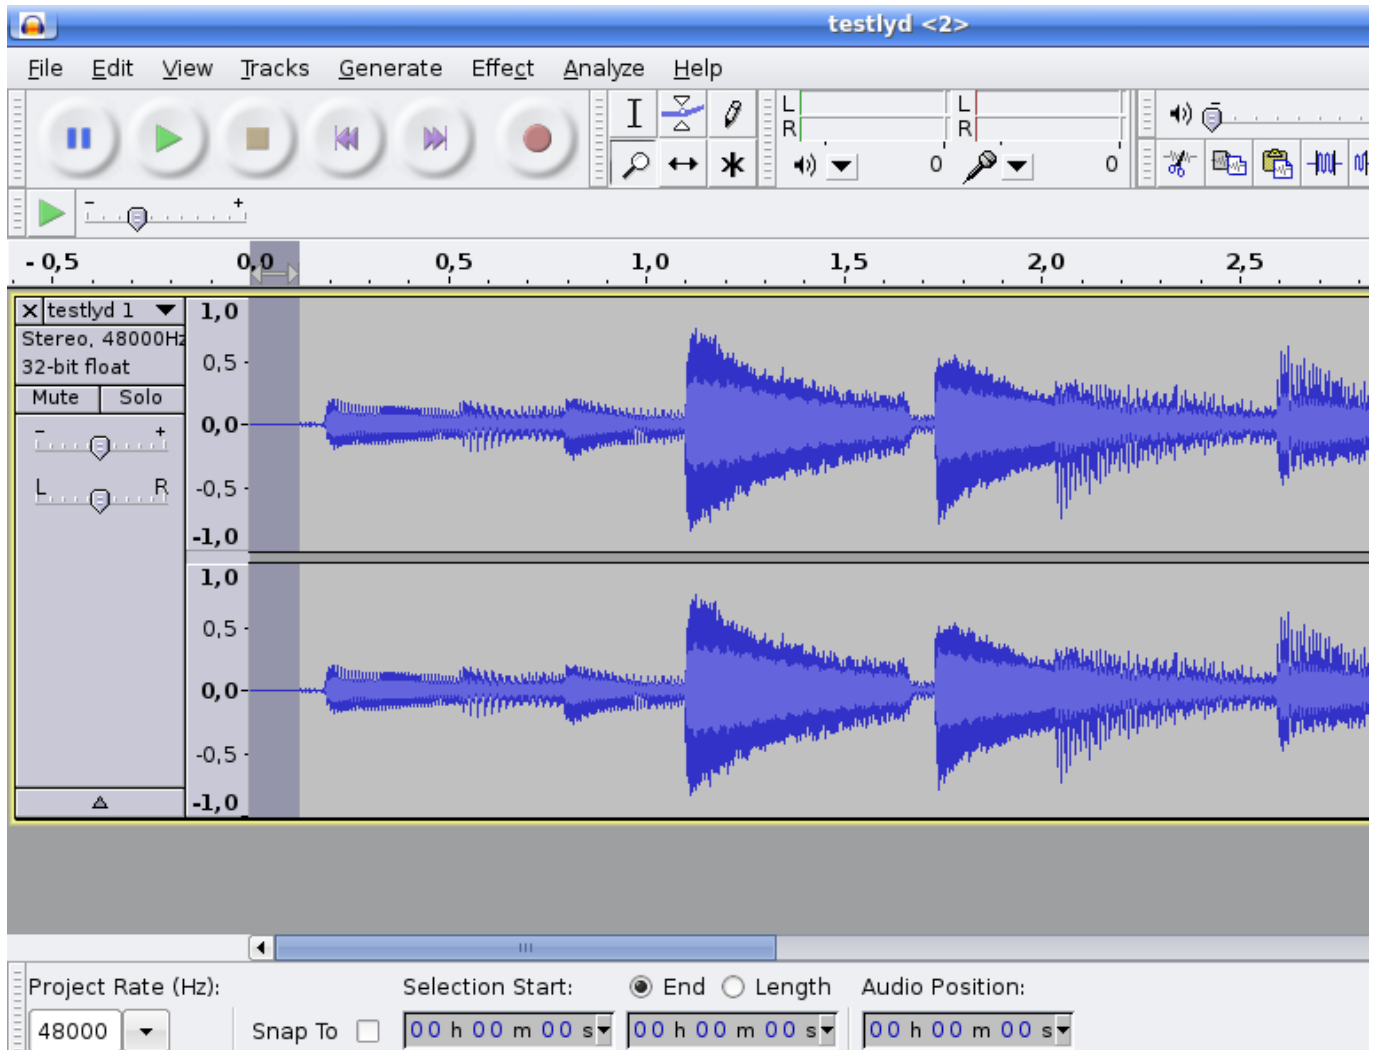 testlyd <2>
File Edit View Tracks Generate Effect Analyze Help
L
R
0
L
R
0
- +
- 0,5 0,0 0,5 1,0 1,5 2,0 2,5
testlyd 1
Stereo, 48000Hz
32-bit float
Mute Solo
- +
L R
1,0
0,5
0,0
-0,5
-1,0
1,0
0,5
0,0
-0,5
-1,0
Project Rate (Hz): Selection Start: End Length Audio Position:
48000 Snap To 00 h 00 m 00 s 00 h 00 m 00 s 00 h 00 m 00 s